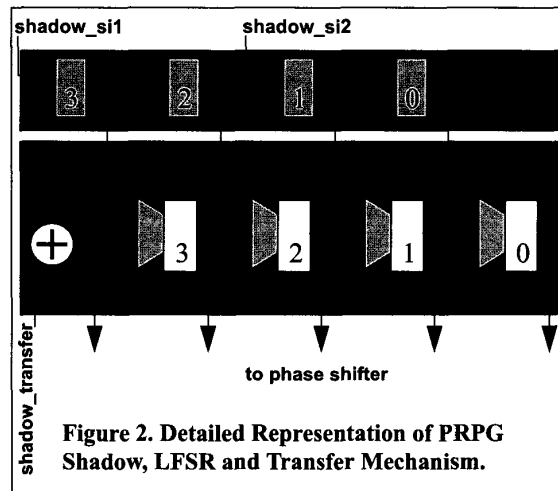 shadow_si1 shadow_si2
3 2 1 0
3 2 1 0
shadow_transfer
to phase shifter
Figure 2. Detailed Representation of PRPG
Shadow, LFSR and Transfer Mechanism.